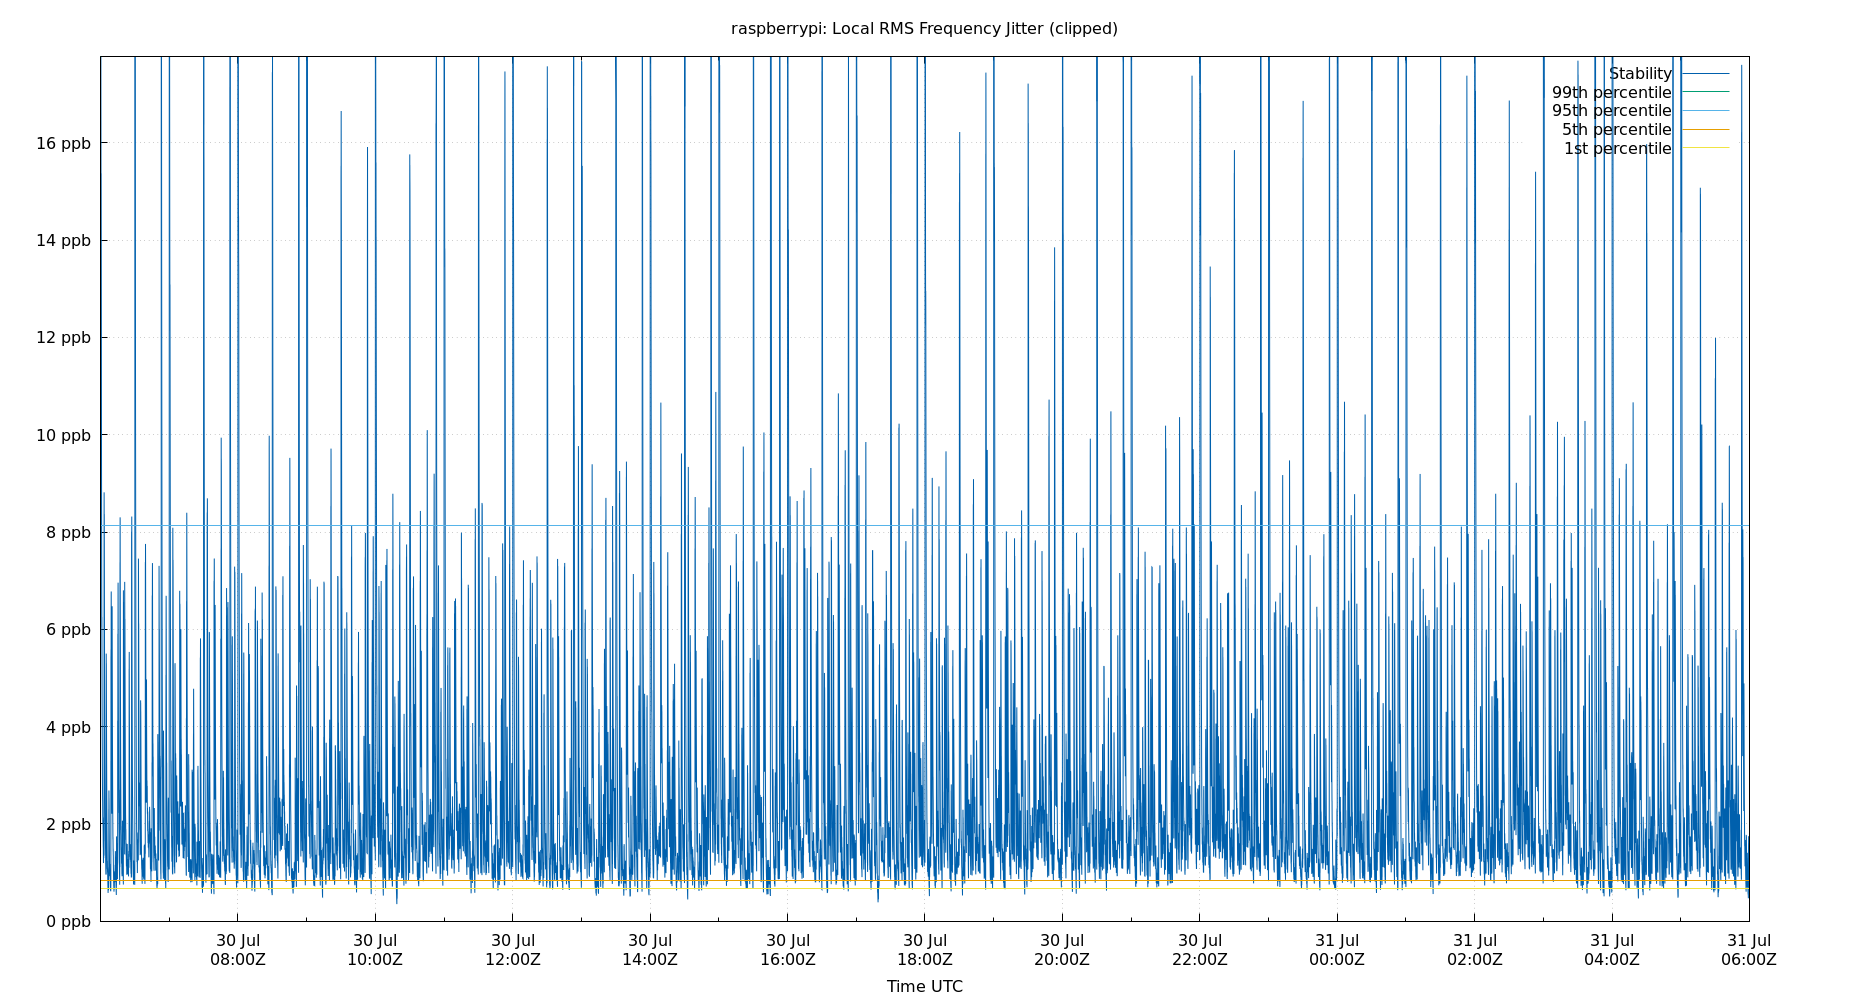 raspberrypi: Local RMS Frequency Jitter (clipped)
Stability
99th percentile
95th percentile
5th percentile
1st percentile
16 ppb
14 ppb
12 ppb
10 ppb
8 ppb
6 ppb
4 ppb
2 ppb
0 ppb
30 Jul 30 Jul 30 Jul 30 Jul 30 Jul 30 Jul 30 Jul 30 Jul 31 Jul 31 Jul 31 Jul 31 Jul
08:00Z 10:00Z 12:00Z 14:00Z 16:00Z 18:00Z 20:00Z 22:00Z 00:00Z 02:00Z 04:00Z 06:00Z
Time UTC